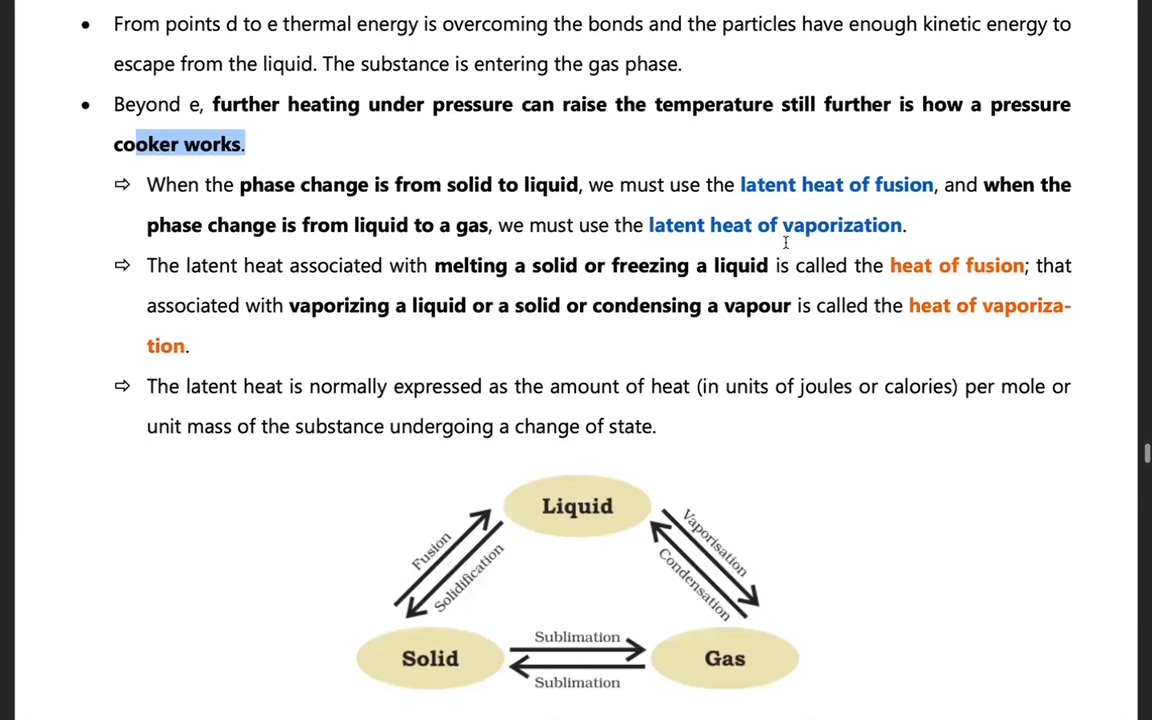 • From points d to e thermal energy is overcoming the bonds and the particles have enough kinetic energy to
escape from the liquid. The substance is entering the gas phase.
• Beyond e, further heating under pressure can raise the temperature still further is how a pressure
cooker works.
⇨ When the phase change is from solid to liquid, we must use the latent heat of fusion, and when the
phase change is from liquid to a gas, we must use the latent heat of vaporization.
⇨ The latent heat associated with melting a solid or freezing a liquid is called the heat of fusion; that
associated with vaporizing a liquid or a solid or condensing a vapour is called the heat of vaporiza-
tion.
⇨ The latent heat is normally expressed as the amount of heat (in units of joules or calories) per mole or
unit mass of the substance undergoing a change of state.
Liquid
Fusion
Solidification
Vaporisation
Condensation
Solid
Sublimation
Sublimation
Gas